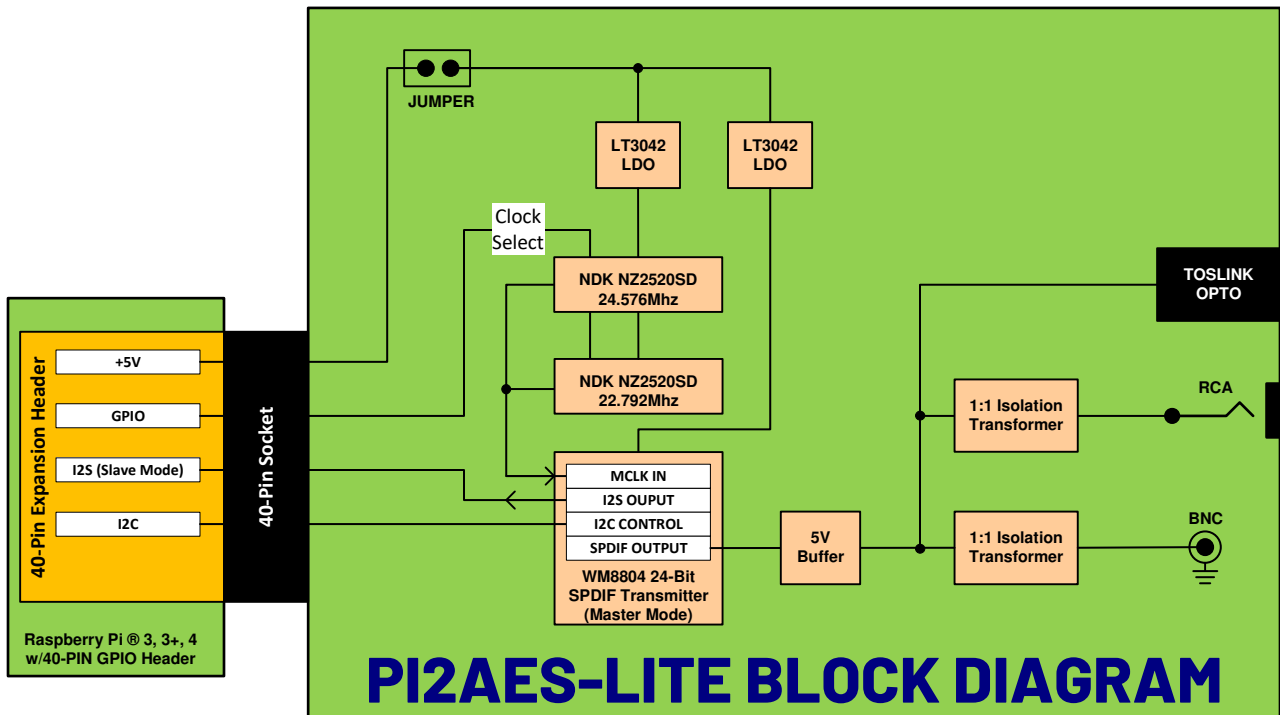 JUMPER
LT3042
LDO
LT3042
LDO
Clock
Select
NDK NZ2520SD
24.576Mhz
TOSLINK
OPTO
40-Pin Expansion Header
+5V
GPIO
I2S (Slave Mode)
I2C
40-Pin Socket
NDK NZ2520SD
22.792Mhz
1:1 Isolation
Transformer
RCA
MCLK IN
I2S OUPUT
I2C CONTROL
SPDIF OUTPUT
WM8804 24-Bit
SPDIF Transmitter
(Master Mode)
5V
Buffer
1:1 Isolation
Transformer
BNC
Raspberry Pi ® 3, 3+, 4
w/40-PIN GPIO Header
PI2AES-LITE BLOCK DIAGRAM